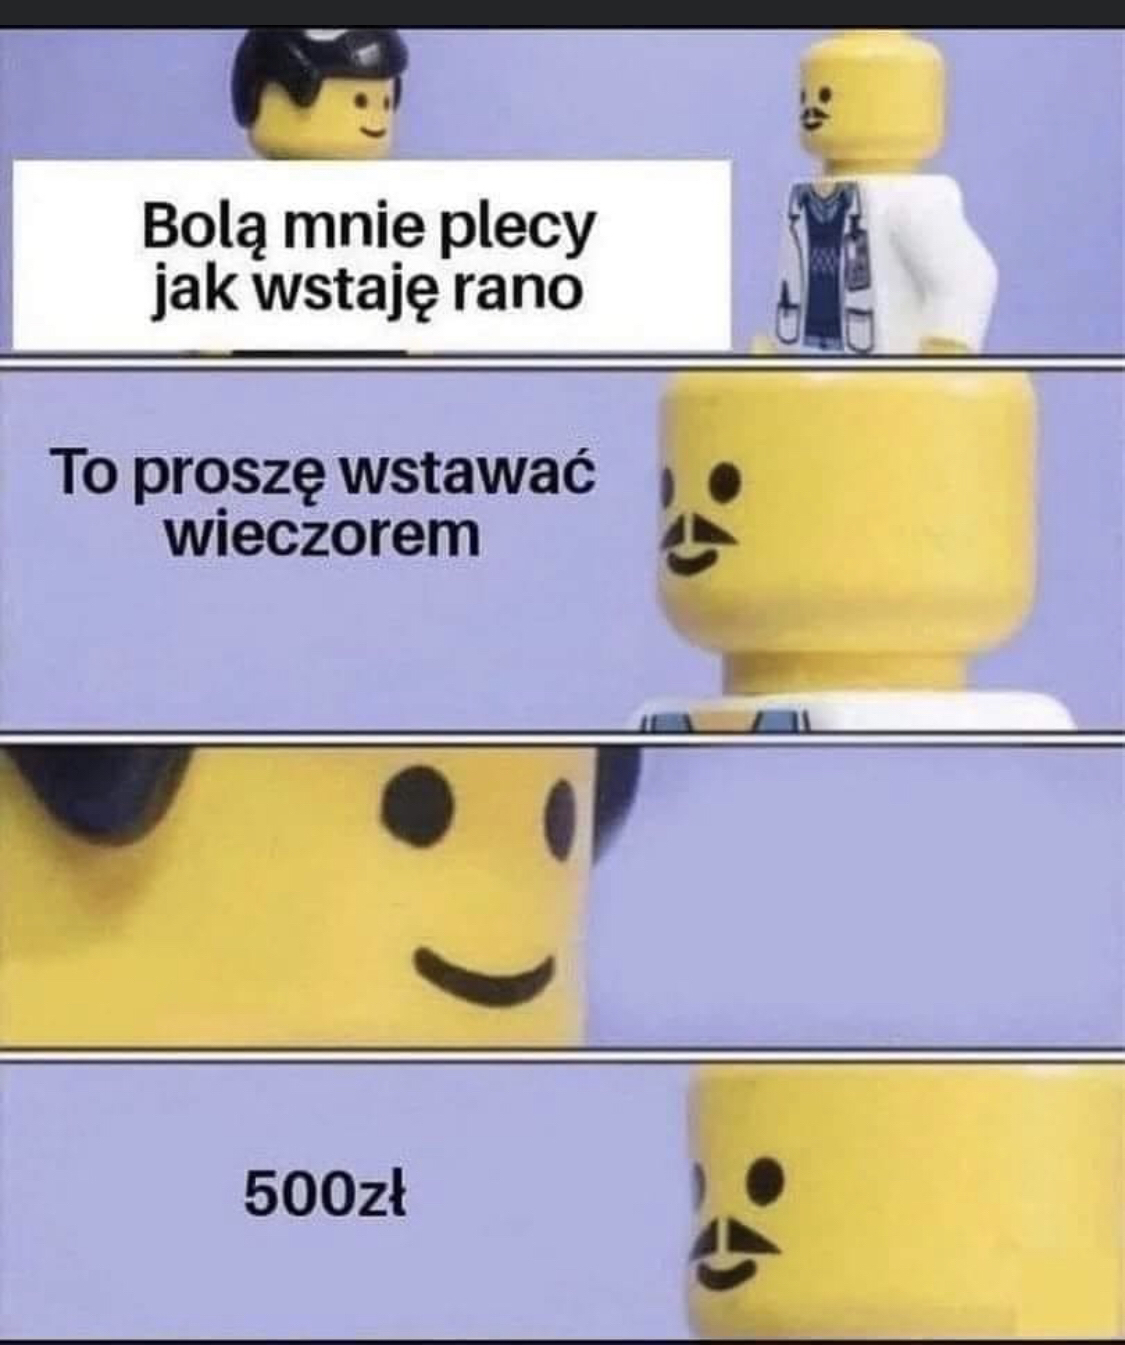 Bolą mnie plecy
jak wstaję rano
To proszę wstawać
wieczorem
500zł